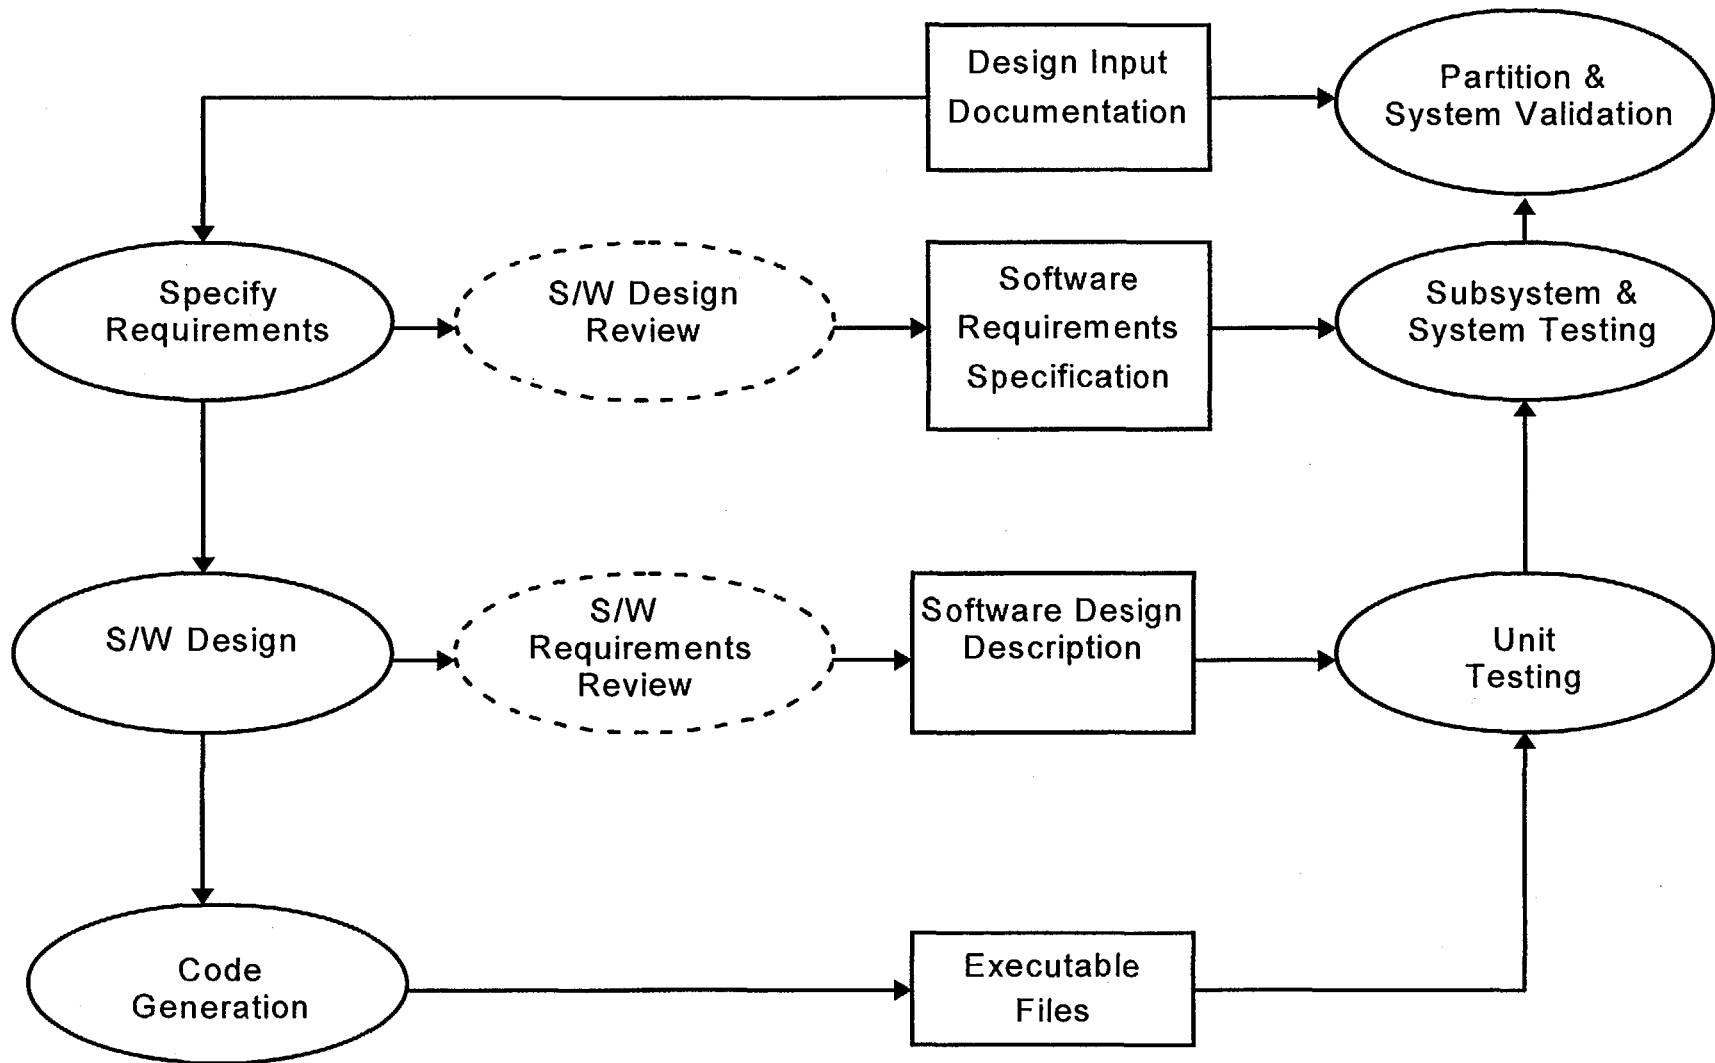 Design Input
Documentation
Partition &
System Validation
Specify
Requirements
S/W Design
Review
Software
Requirements
Specification
Subsystem &
System Testing
S/W Design
S/W
Requirements
Review
Software Design
Description
Unit
Testing
Code
Generation
Executable
Files